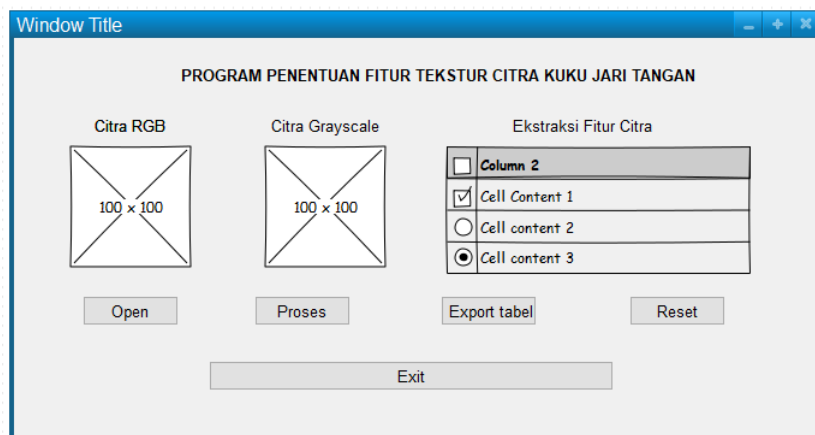 Window Title
PROGRAM PENENTUAN FITUR TEKSTUR CITRA KUKU JARI TANGAN
Citra RGB
Citra Grayscale
Ekstraksi Fitur Citra
100 x 100
100 x 100
Column 2
Cell Content 1
Cell content 2
Cell content 3
Open
Proses
Export tabel
Reset
Exit